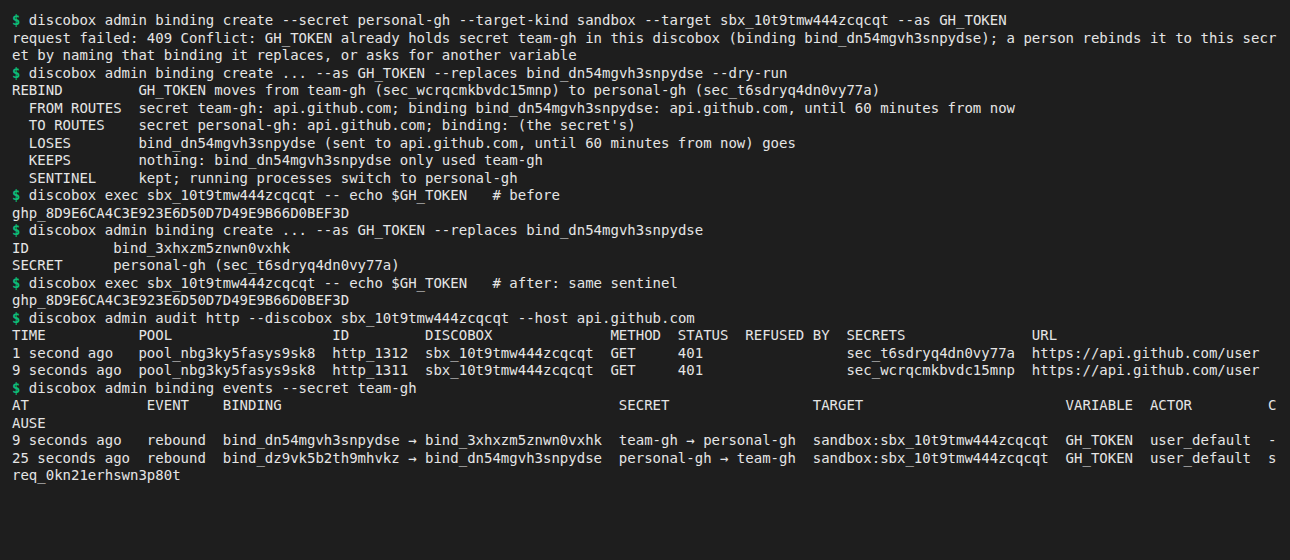 $ discobox admin binding create --secret personal-gh --target-kind sandbox --target sbx_10t9tmw444zcqcqt --as GH_TOKEN
request failed: 409 Conflict: GH_TOKEN already holds secret team-gh in this discobox (binding bind_dn54mgvh3snpydse); a person rebinds it to this secr
et by naming that binding it replaces, or asks for another variable
$ discobox admin binding create ... --as GH_TOKEN --replaces bind_dn54mgvh3snpydse --dry-run
REBIND         GH_TOKEN moves from team-gh (sec_wcrqcmkbvdc15mnp) to personal-gh (sec_t6sdryq4dn0vy77a)
  FROM ROUTES  secret team-gh: api.github.com; binding bind_dn54mgvh3snpydse: api.github.com, until 60 minutes from now
  TO ROUTES    secret personal-gh: api.github.com; binding: (the secret's)
  LOSES        bind_dn54mgvh3snpydse (sent to api.github.com, until 60 minutes from now) goes
  KEEPS        nothing: bind_dn54mgvh3snpydse only used team-gh
  SENTINEL     kept; running processes switch to personal-gh
$ discobox exec sbx_10t9tmw444zcqcqt -- echo $GH_TOKEN   # before
ghp_8D9E6CA4C3E923E6D50D7D49E9B66D0BEF3D
$ discobox admin binding create ... --as GH_TOKEN --replaces bind_dn54mgvh3snpydse
ID          bind_3xhxzm5znwn0vxhk
SECRET      personal-gh (sec_t6sdryq4dn0vy77a)
$ discobox exec sbx_10t9tmw444zcqcqt -- echo $GH_TOKEN   # after: same sentinel
ghp_8D9E6CA4C3E923E6D50D7D49E9B66D0BEF3D
$ discobox admin audit http --discobox sbx_10t9tmw444zcqcqt --host api.github.com
TIME           POOL                   ID         DISCOBOX              METHOD  STATUS  REFUSED BY  SECRETS               URL
1 second ago   pool_nbg3ky5fasys9sk8  http_1312  sbx_10t9tmw444zcqcqt  GET     401                 sec_t6sdryq4dn0vy77a  https://api.github.com/user
9 seconds ago  pool_nbg3ky5fasys9sk8  http_1311  sbx_10t9tmw444zcqcqt  GET     401                 sec_wcrqcmkbvdc15mnp  https://api.github.com/user
$ discobox admin binding events --secret team-gh
AT              EVENT    BINDING                                        SECRET                 TARGET                        VARIABLE  ACTOR         C
AUSE
9 seconds ago   rebound  bind_dn54mgvh3snpydse → bind_3xhxzm5znwn0vxhk  team-gh → personal-gh  sandbox:sbx_10t9tmw444zcqcqt  GH_TOKEN  user_default  -
25 seconds ago  rebound  bind_dz9vk5b2th9mhvkz → bind_dn54mgvh3snpydse  personal-gh → team-gh  sandbox:sbx_10t9tmw444zcqcqt  GH_TOKEN  user_default  s
req_0kn21erhswn3p80t